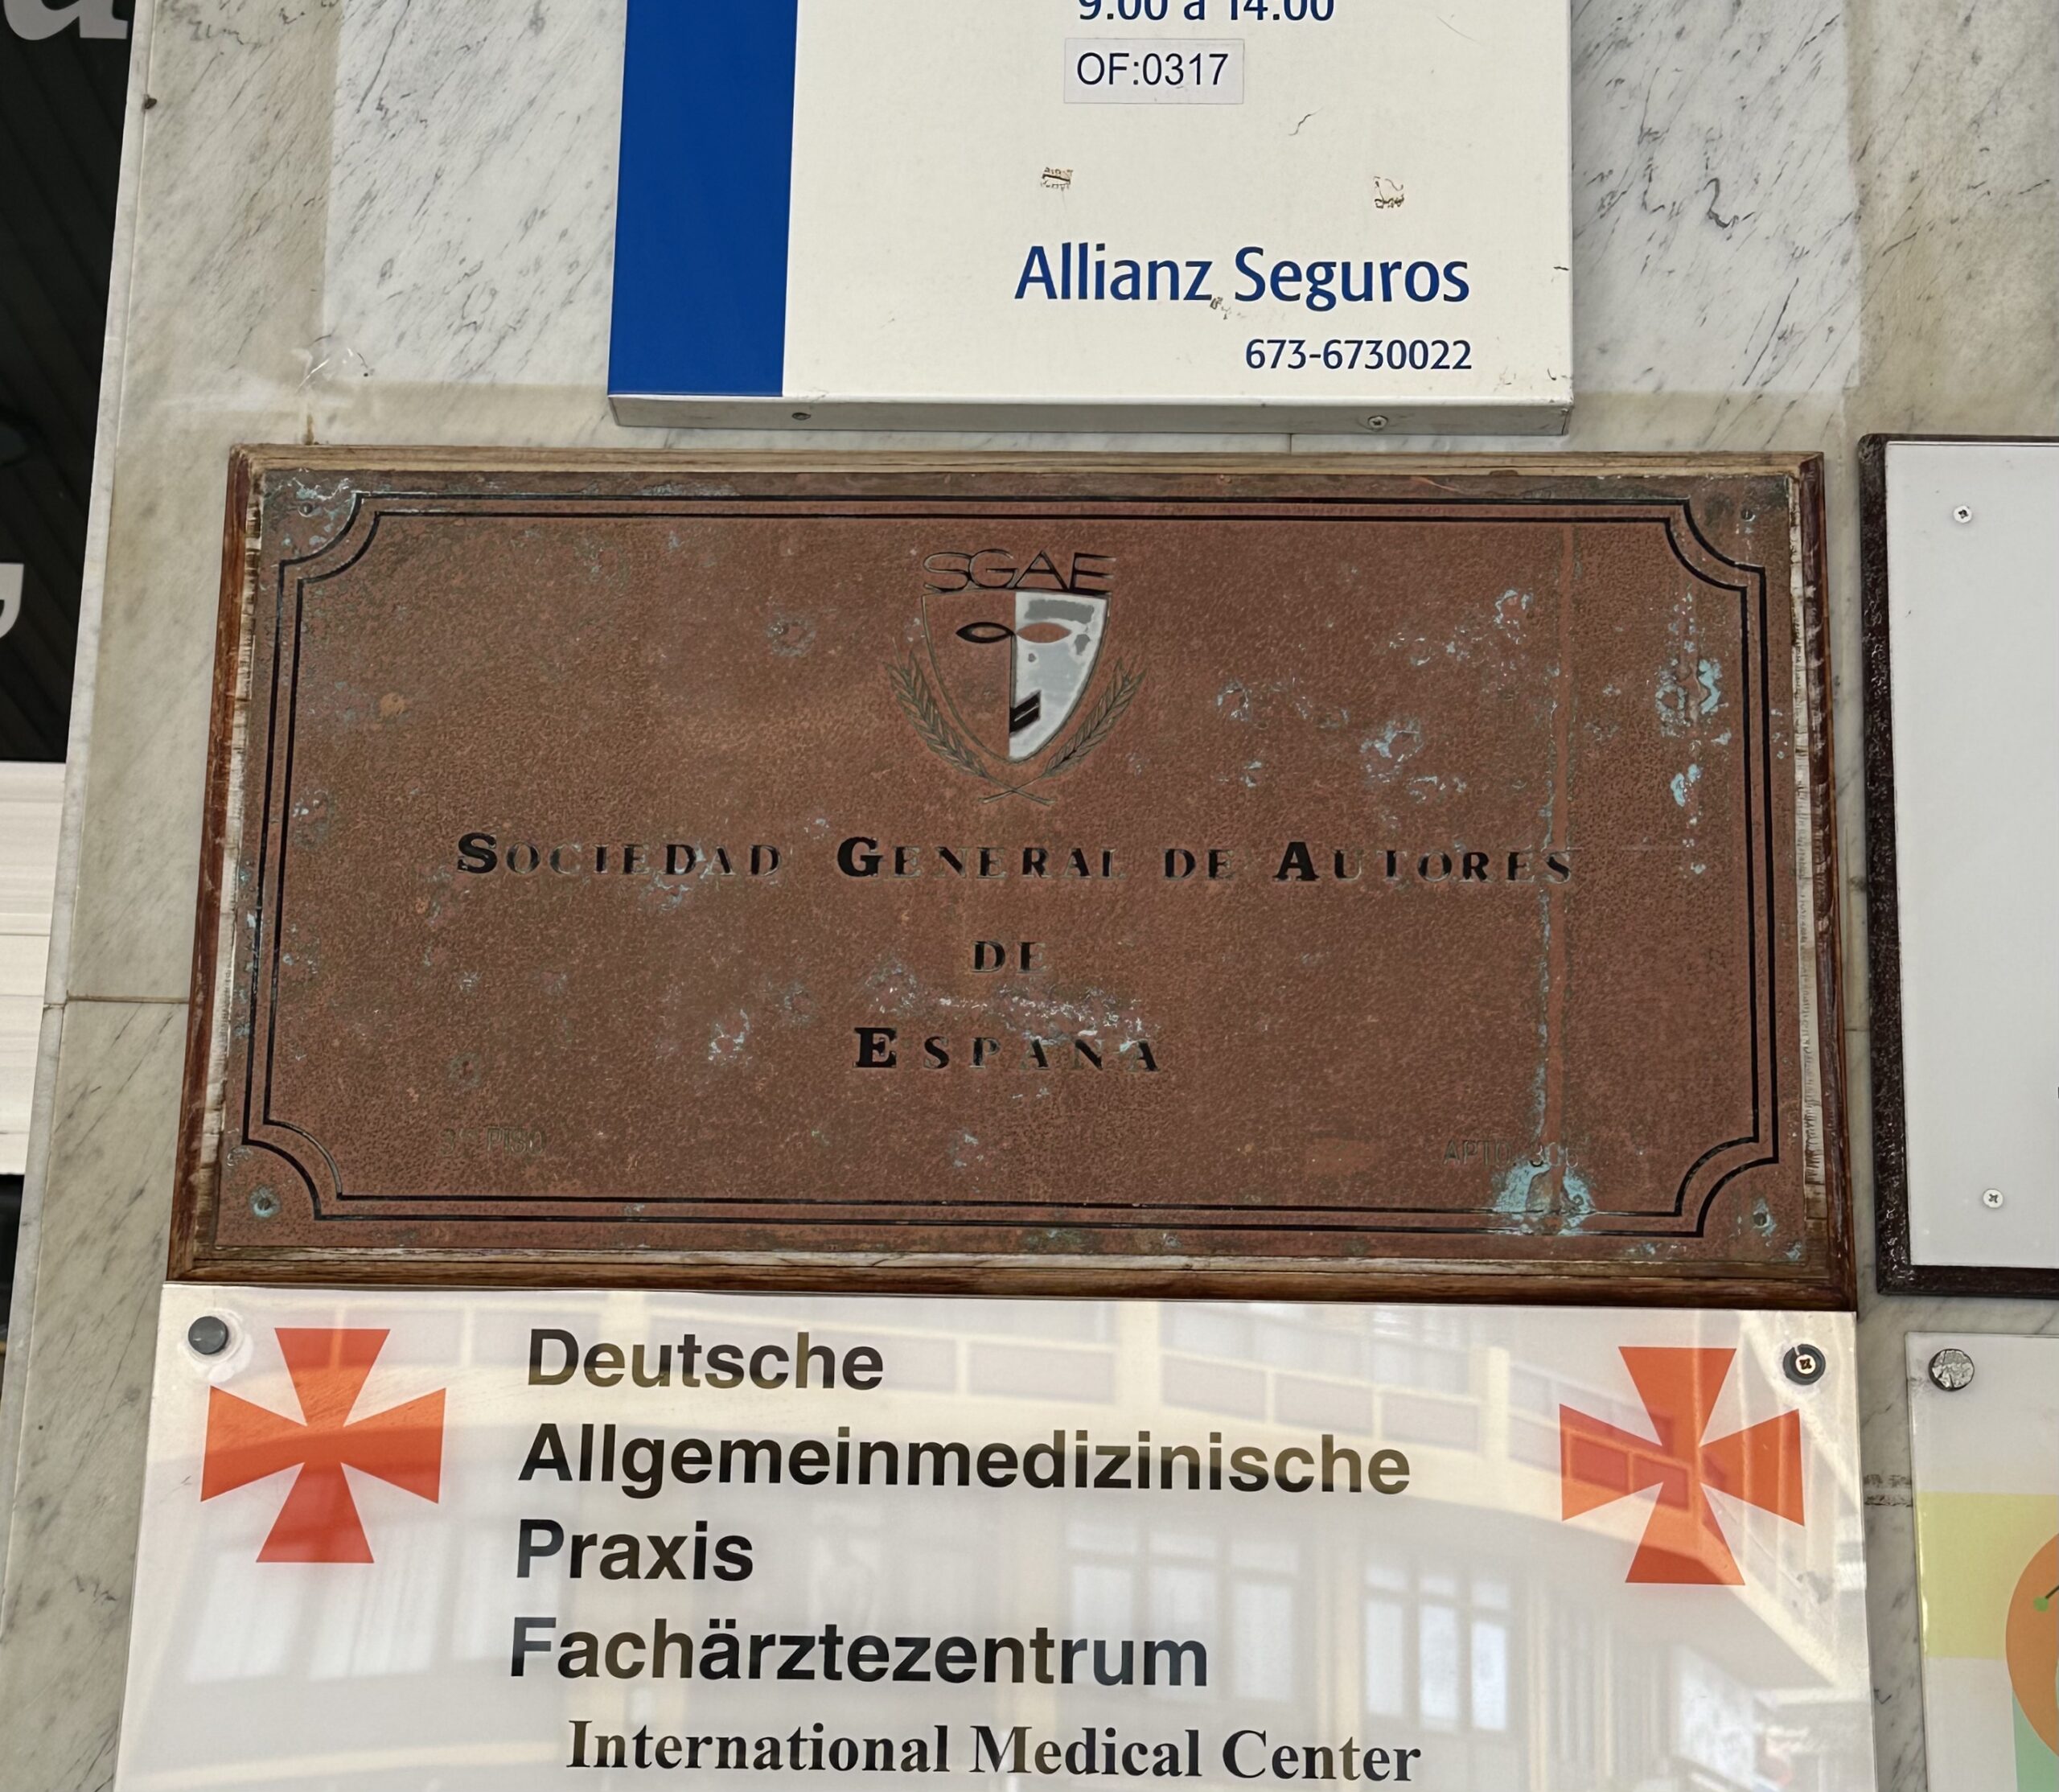 9.00 a 14.00
OF:0317
Allianz Seguros
673-6730022
SGAE
SOCIEDAD GENERAL DE AUTORES
DE
ESPAÑA
Deutsche
Allgemeinmedizinische
Praxis
Fachärztezentrum
International Medical Center